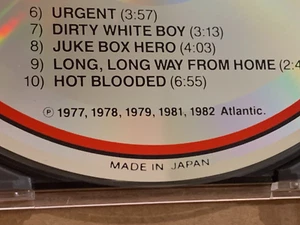 6) URGENT (3:57)
7) DIRTY WHITE BOY (3:13)
8) JUKE BOX HERO (4:03)
9) LONG, LONG WAY FROM HOME (2:4
10) HOT BLOODED (6:55)
Ⓟ 1977, 1978, 1979, 1981, 1982 Atlantic.
MADE IN JAPAN